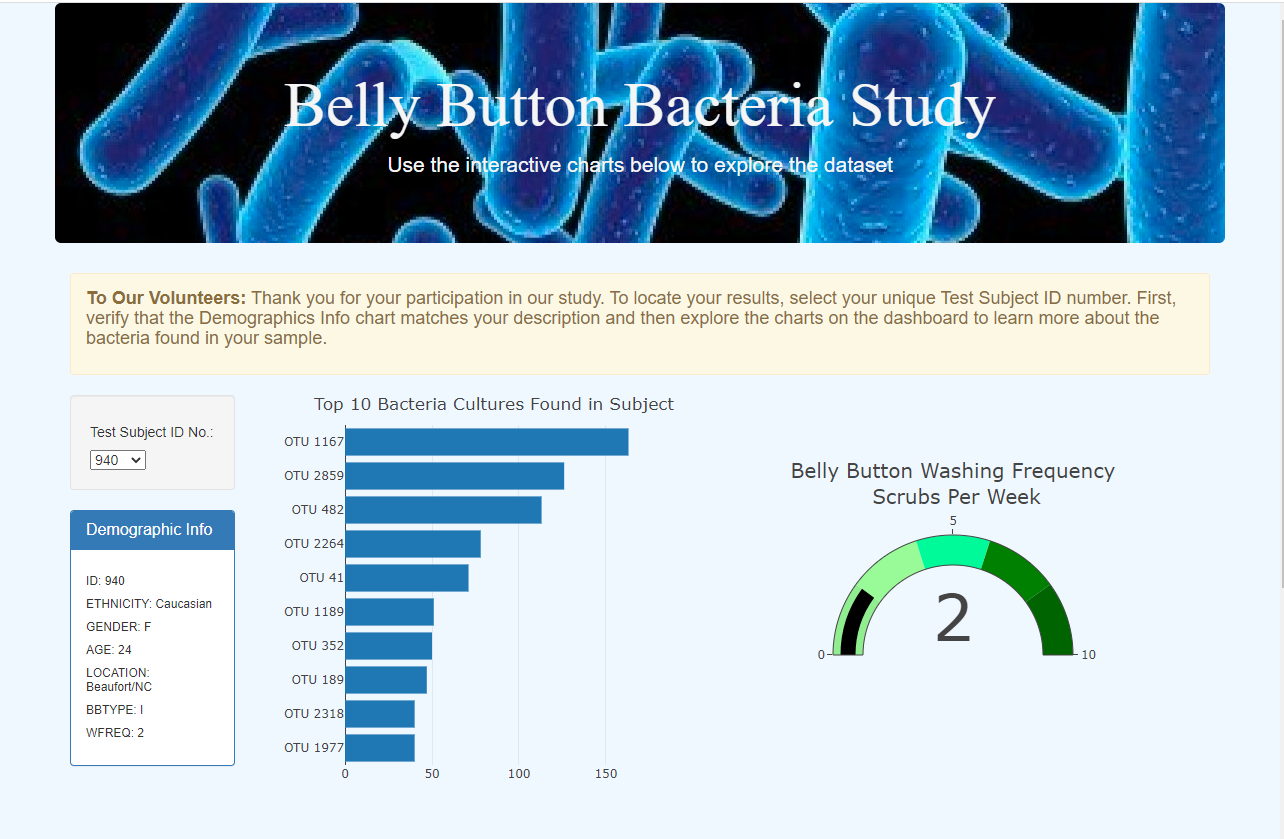 Belly Button Bacteria Study
Use the interactive charts below to explore the dataset
To Our Volunteers: Thank you for your participation in our study. To locate your results, select your unique Test Subject ID number. First,
verify that the Demographics Info chart matches your description and then explore the charts on the dashboard to learn more about the
bacteria found in your sample.
Test Subject ID No.:
940
Demographic Info
ID: 940
ETHNICITY: Caucasian
GENDER: F
AGE: 24
LOCATION:
Beaufort/NC
BBTYPE: I
WFREQ: 2
Top 10 Bacteria Cultures Found in Subject
OTU 1167
OTU 2859
OTU 482
OTU 2264
OTU 41
OTU 1189
OTU 352
OTU 189
OTU 2318
OTU 1977
0 50 100 150
Belly Button Washing Frequency
Scrubs Per Week
5
2
0 10